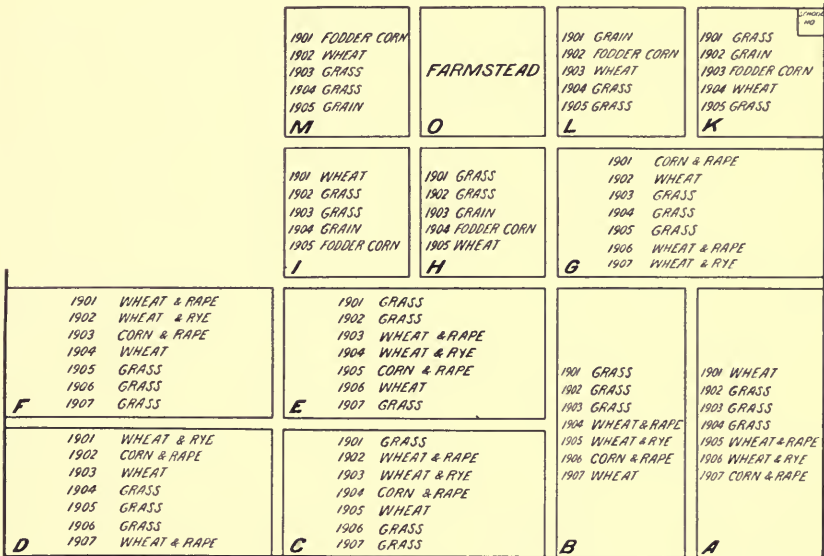 1901 FODDER CORN
1902 WHEAT
1903 GRASS
1904 GRASS
1905 GRAIN
M
FARMSTEAD
O
1901 GRAIN
1902 FODDER CORN
1903 WHEAT
1904 GRASS
1905 GRASS
L
NO
1901 GRASS
1902 GRAIN
1903 FODDER CORN
1904 WHEAT
1905 GRASS
K
1901 WHEAT
1902 GRASS
1903 GRASS
1904 GRAIN
1905 FODDER CORN
I
1901 GRASS
1902 GRASS
1903 GRAIN
1904 FODDER CORN
1905 WHEAT
H
1901 CORN & RAPE
1902 WHEAT
1903 GRASS
1904 GRASS
1905 GRASS
1906 WHEAT & RAPE
1907 WHEAT & RYE
G
1901 WHEAT & RAPE
1902 WHEAT & RYE
1903 CORN & RAPE
1904 WHEAT
1905 GRASS
1906 GRASS
1907 GRASS
F
1901 GRASS
1902 GRASS
1903 WHEAT & RAPE
1904 WHEAT & RYE
1905 CORN & RAPE
1906 WHEAT
1907 GRASS
E
1901 WHEAT & RYE
1902 CORN & RAPE
1903 WHEAT
1904 GRASS
1905 GRASS
1906 GRASS
1907 WHEAT & RAPE
D
1901 GRASS
1902 WHEAT & RAPE
1903 WHEAT & RYE
1904 CORN & RAPE
1905 WHEAT
1906 GRASS
1907 GRASS
C
1901 GRASS
1902 GRASS
1903 GRASS
1904 WHEAT & RAPE
1905 WHEAT & RYE
1906 CORN & RAPE
1907 WHEAT
B
1901 WHEAT
1902 GRASS
1903 GRASS
1904 GRASS
1905 WHEAT & RAPE
1906 WHEAT & RYE
1907 CORN & RAPE
A